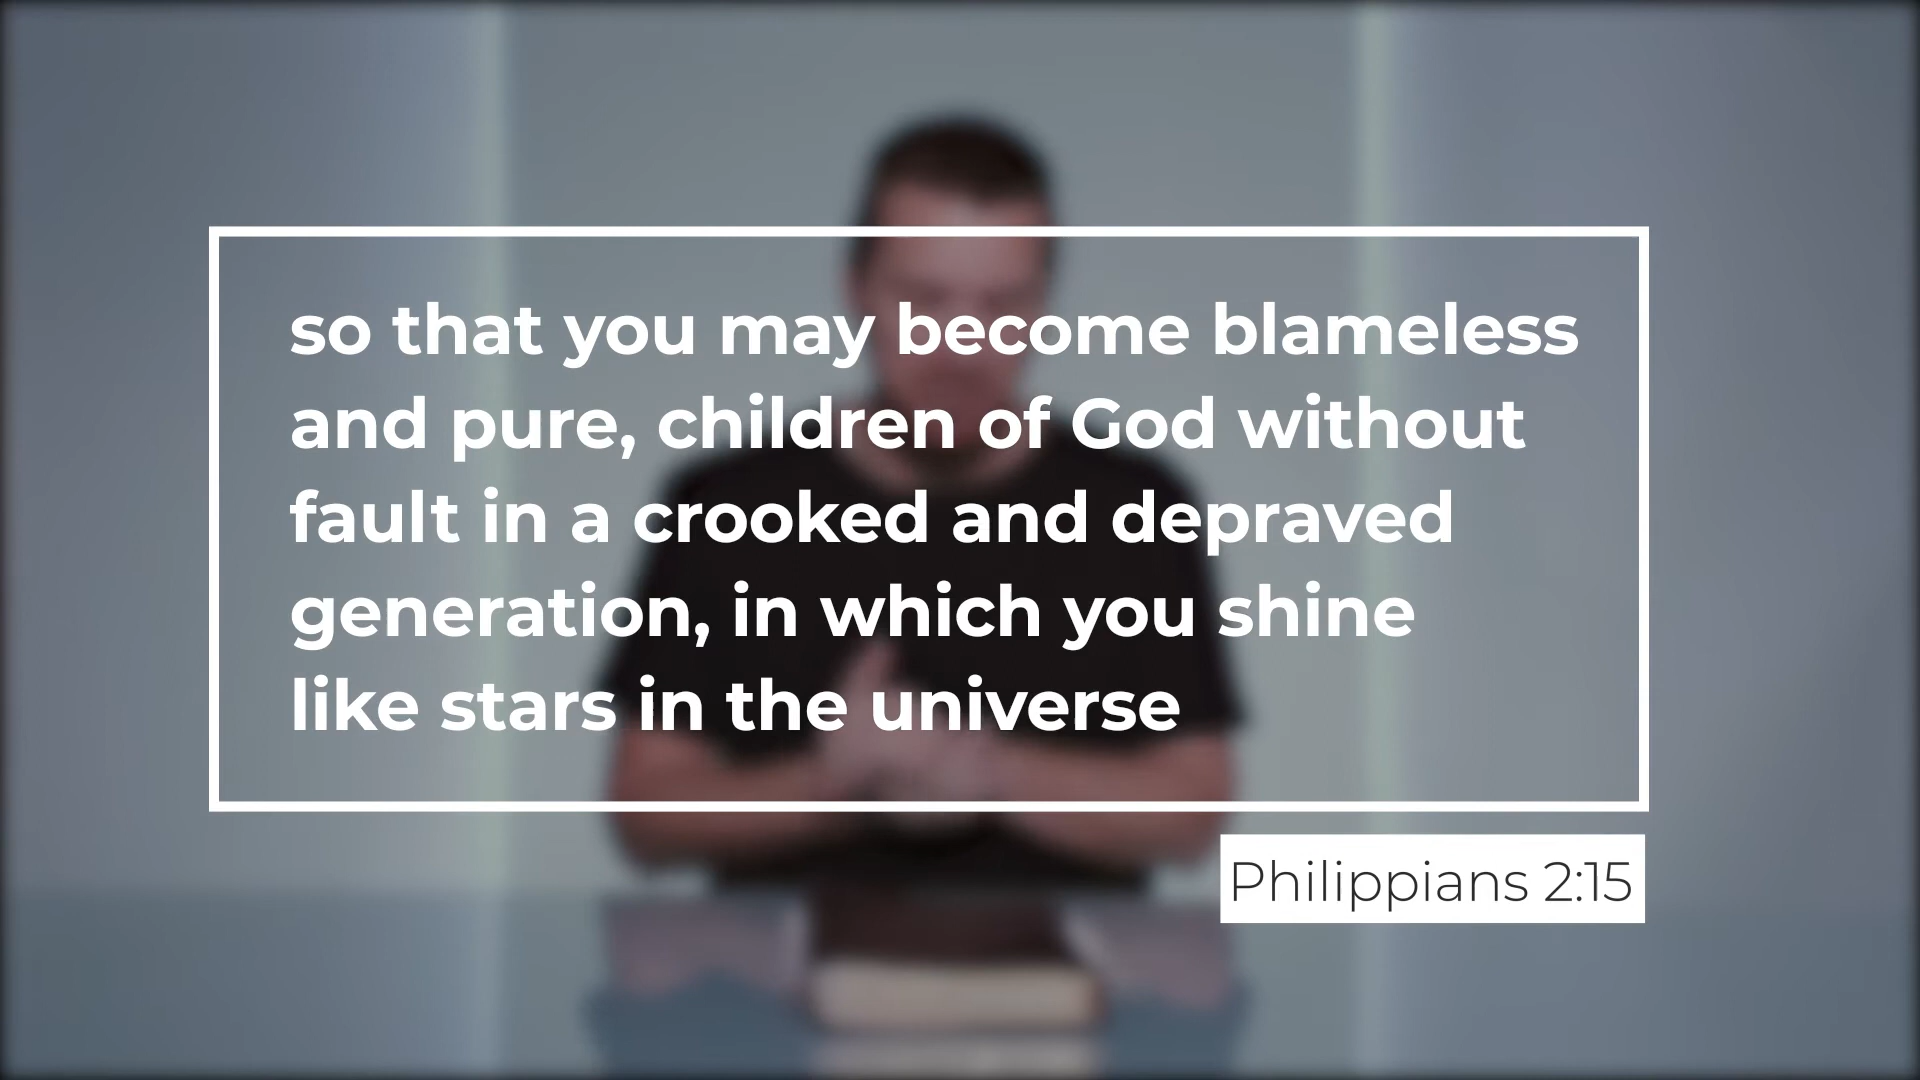 so that you may become blameless
and pure, children of God without
fault in a crooked and depraved
generation, in which you shine
like stars in the universe
Philippians 2:15